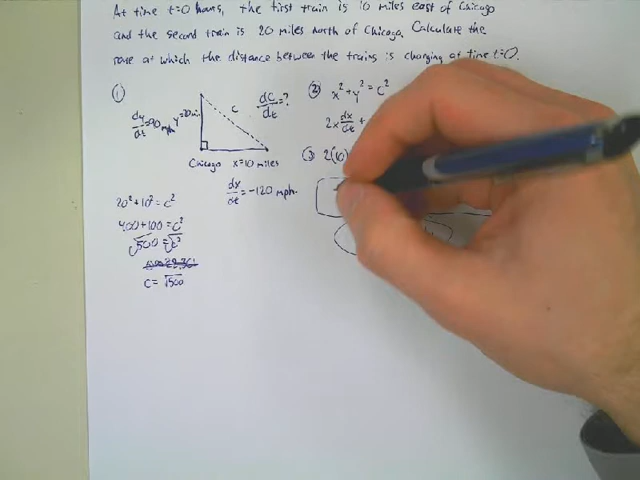 At time t=0 hours, the first train is 10 miles east of Chicago
and the second train is 20 miles north of Chicago. Calculate the
rate at which the distance between the trains is changing at time t=0.
① dc/dt = ? ② x² + y² = c²
dy/dt = 90 mph y=20mi. c 2x dx/dt +
Chicago x=10 miles ③ 2(10)
dx/dt = -120 mph.
20² + 10² = c²
400 + 100 = c²
√500 = √c²
c = √500